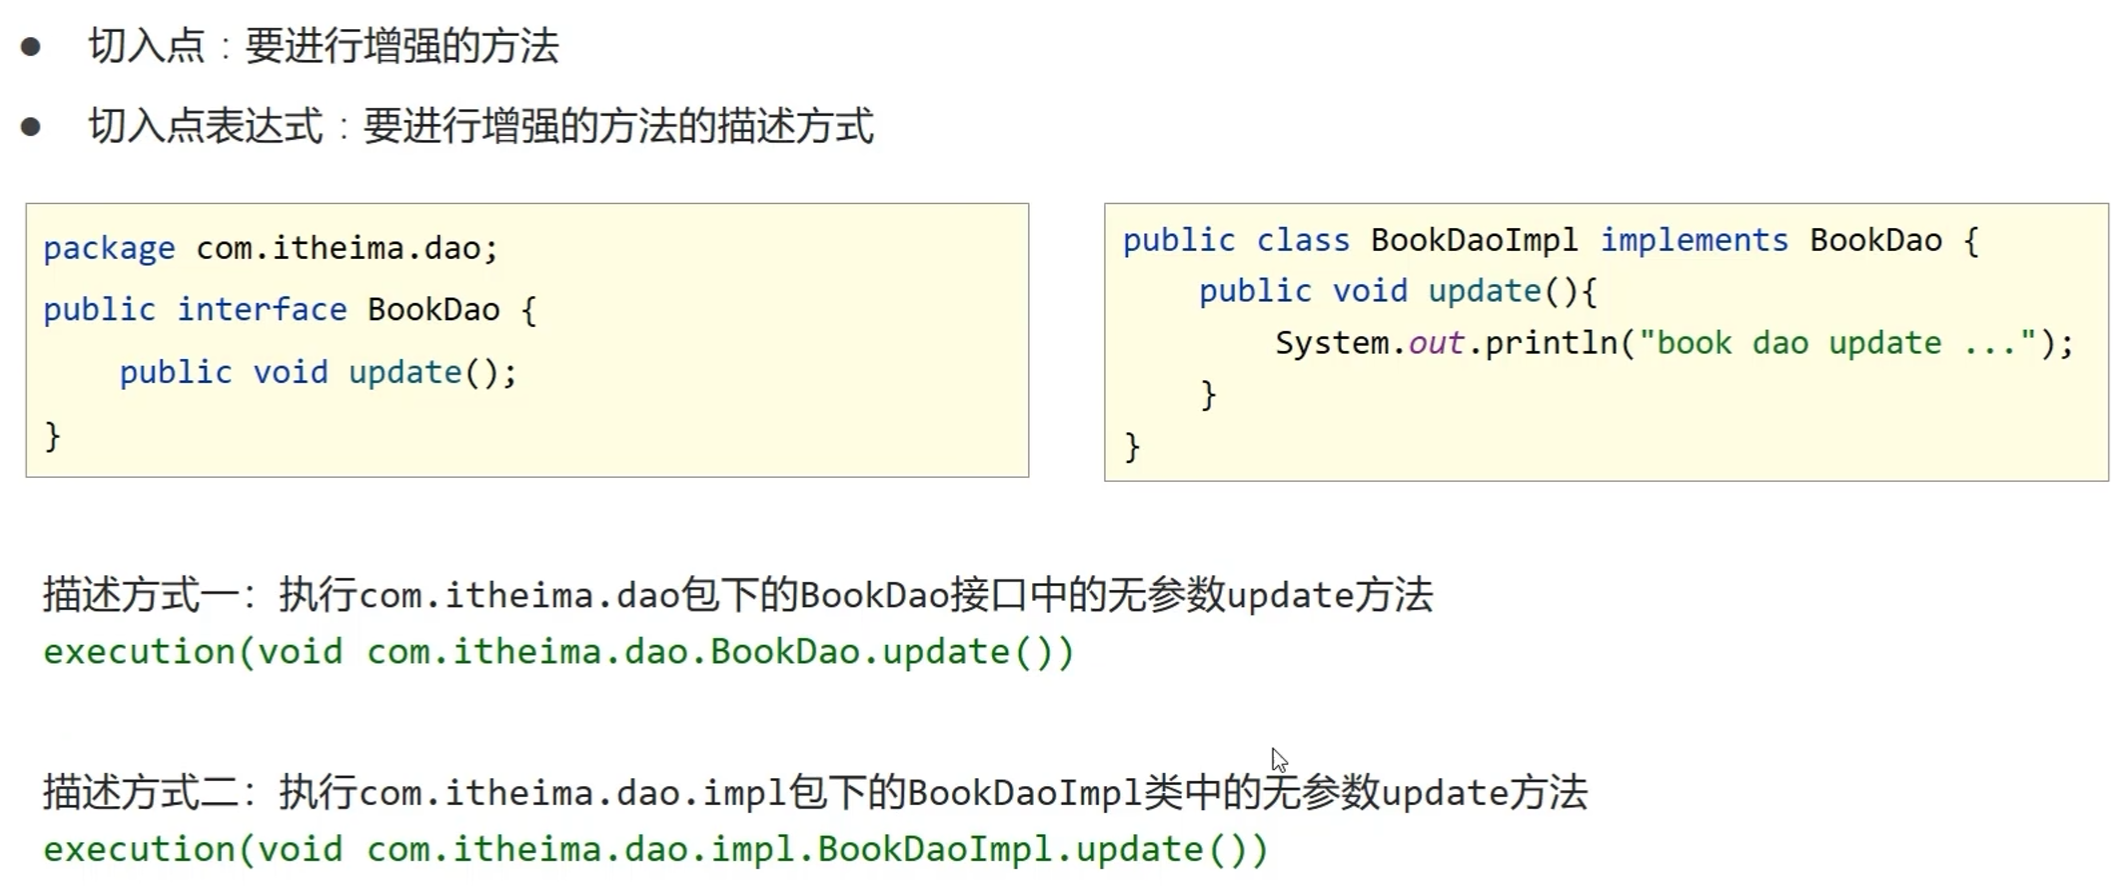 ● 切入点：要进行增强的方法
● 切入点表达式：要进行增强的方法的描述方式
package com.itheima.dao;
public interface BookDao {
    public void update();
}
public class BookDaoImpl implements BookDao {
    public void update(){
        System.out.println("book dao update ...");
    }
}
描述方式一：执行com.itheima.dao包下的BookDao接口中的无参数update方法
execution(void com.itheima.dao.BookDao.update())
描述方式二：执行com.itheima.dao.impl包下的BookDaoImpl类中的无参数update方法
execution(void com.itheima.dao.impl.BookDaoImpl.update())